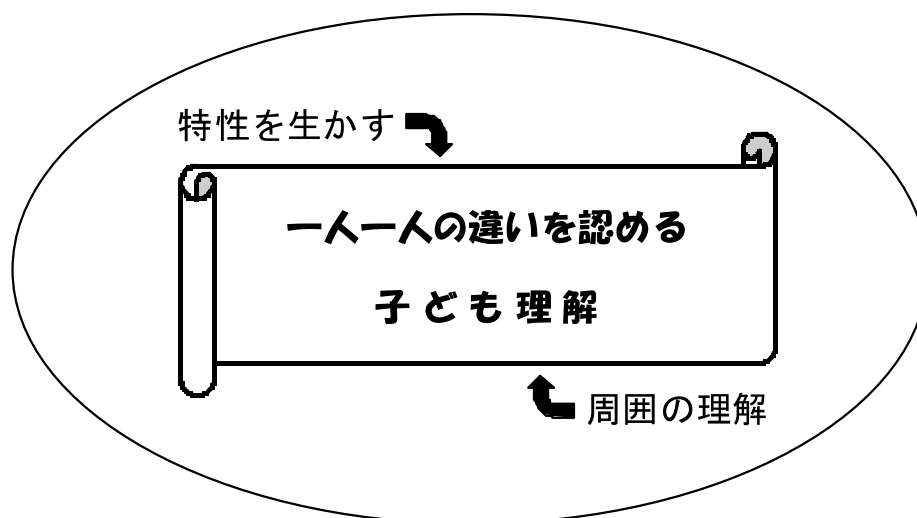 特性を生かす
一人一人の違いを認める
子ども理解
周囲の理解